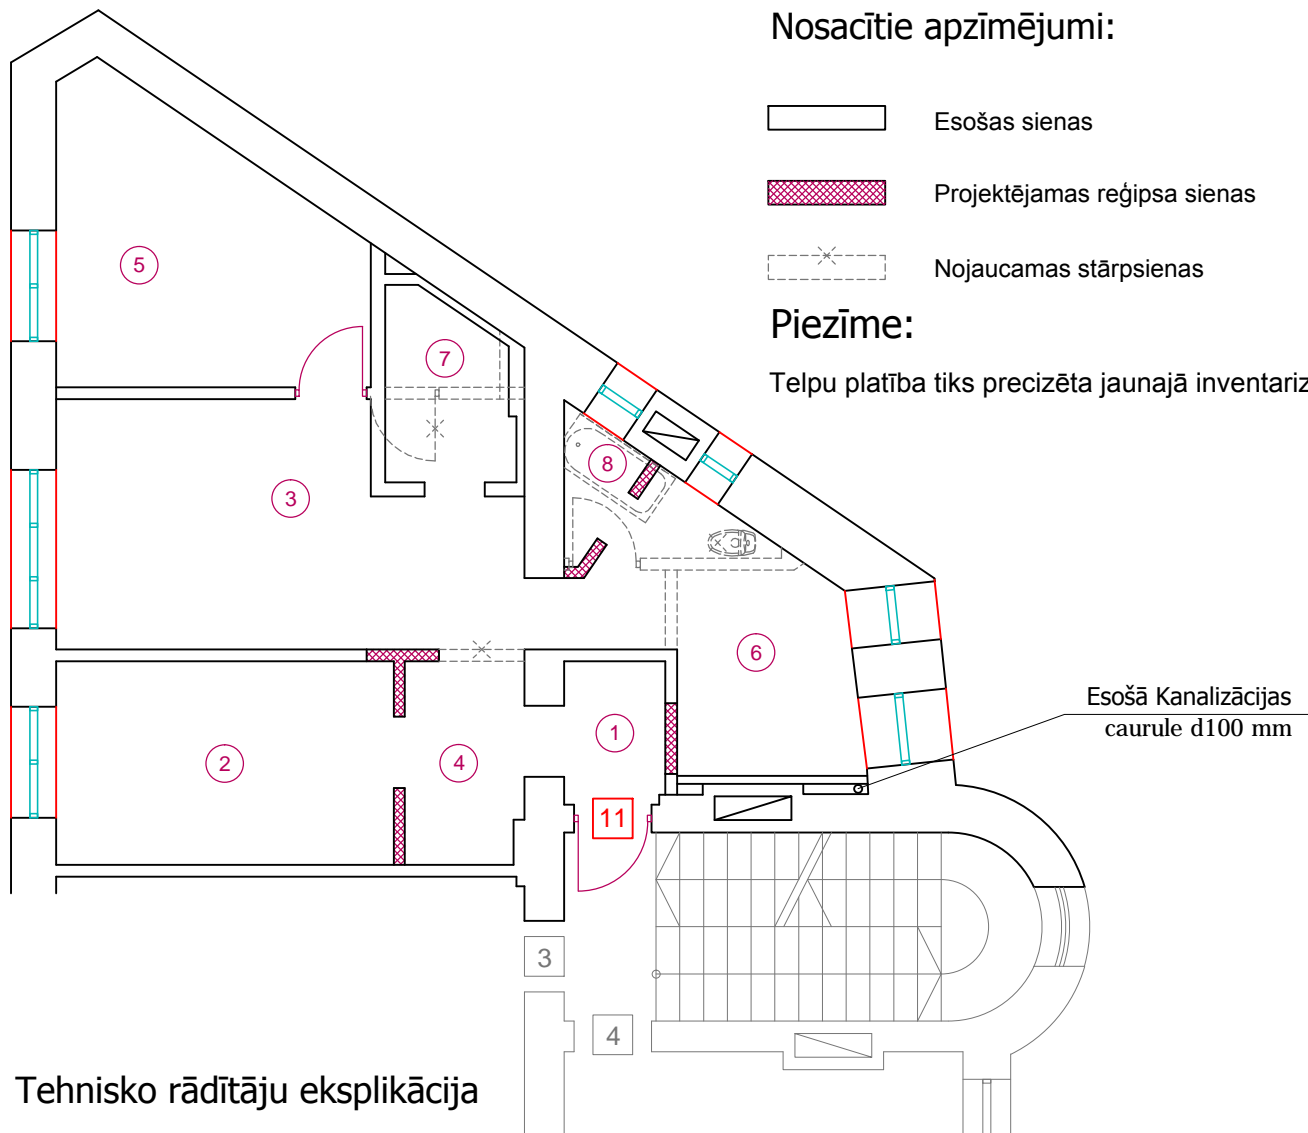 Nosacītie apzīmējumi:
Esošas sienas
Projektējamas reģipsa sienas
Nojaucamas stārpsienas
Piezīme:
Telpu platība tiks precizēta jaunajā inventariz
5
7
8
3
6
1
2
4
11
Esošā Kanalizācijas
caurule d100 mm
3
4
Tehnisko rādītāju eksplikācija